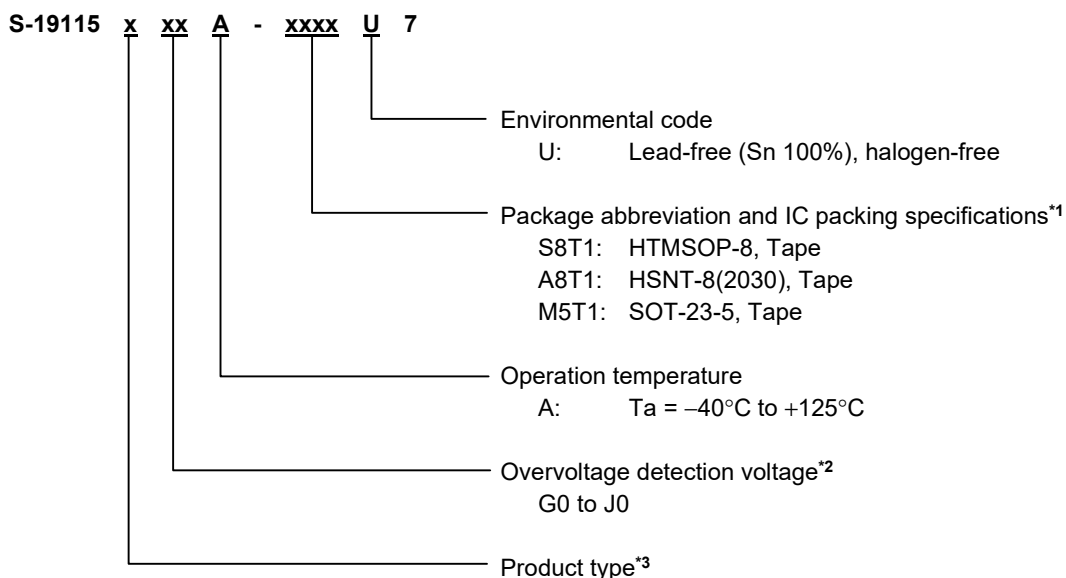 S-19115 x xx A - xxxx U 7
Environmental code
U: Lead-free (Sn 100%), halogen-free
Package abbreviation and IC packing specifications*1
S8T1: HTMSOP-8, Tape
A8T1: HSNT-8(2030), Tape
M5T1: SOT-23-5, Tape
Operation temperature
A: Ta = −40°C to +125°C
Overvoltage detection voltage*2
G0 to J0
Product type*3